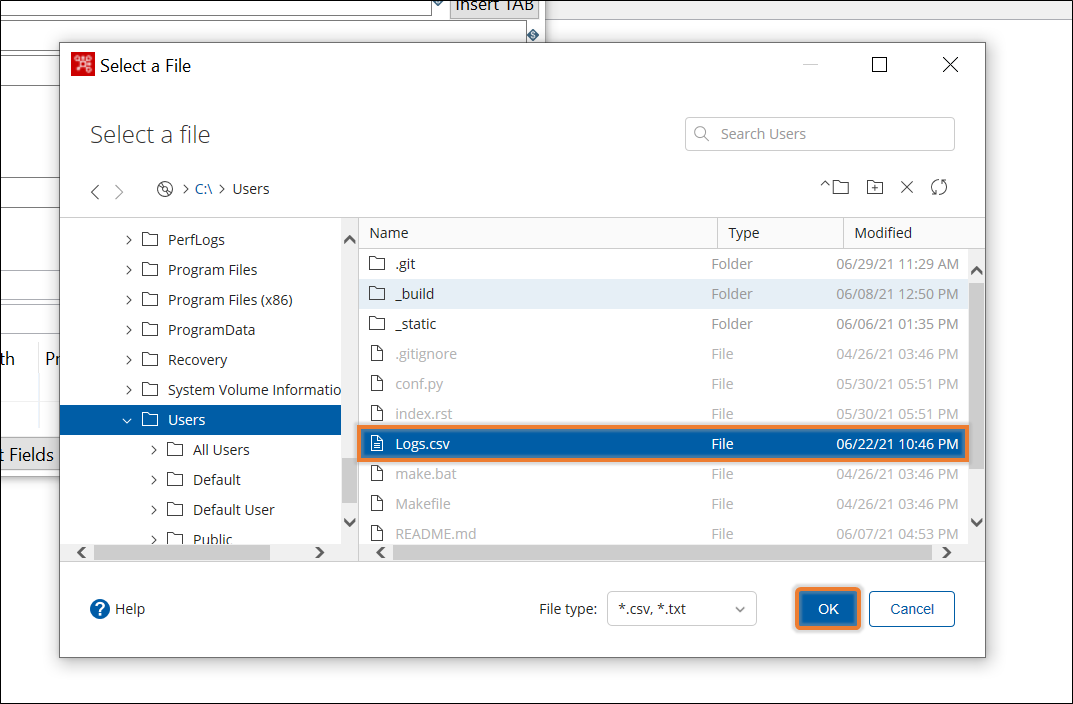 Insert TAB
Select a File
Select a file
Search Users
C:\ Users
PerfLogs
Program Files
Program Files (x86)
ProgramData
Recovery
System Volume Informatio
Users
All Users
Default
Default User
Public
Name Type Modified
.git Folder 06/29/21 11:29 AM
_build Folder 06/08/21 12:50 PM
_static Folder 06/06/21 01:35 PM
.gitignore File 04/26/21 03:46 PM
conf.py File 05/30/21 05:51 PM
index.rst File 05/30/21 05:51 PM
Logs.csv File 06/22/21 10:46 PM
make.bat File 04/26/21 03:46 PM
Makefile File 04/26/21 03:46 PM
README.md File 06/07/21 04:53 PM
th Pr
t Fields
? Help
File type: *.csv, *.txt
OK
Cancel